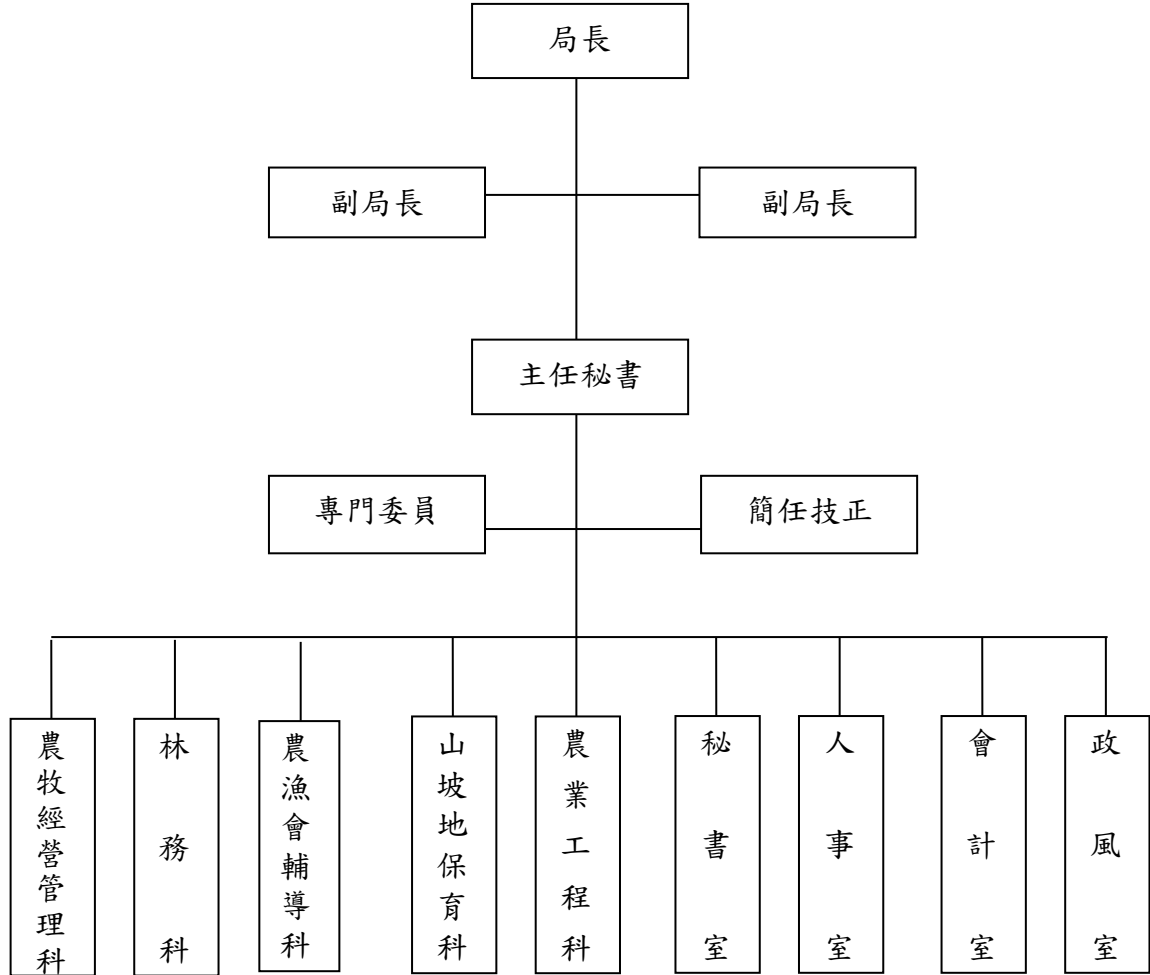 局長
副局長
副局長
主任秘書
專門委員
簡任技正
農牧經營管理科
林務科
農漁會輔導科
山坡地保育科
農業工程科
秘書室
人事室
會計室
政風室